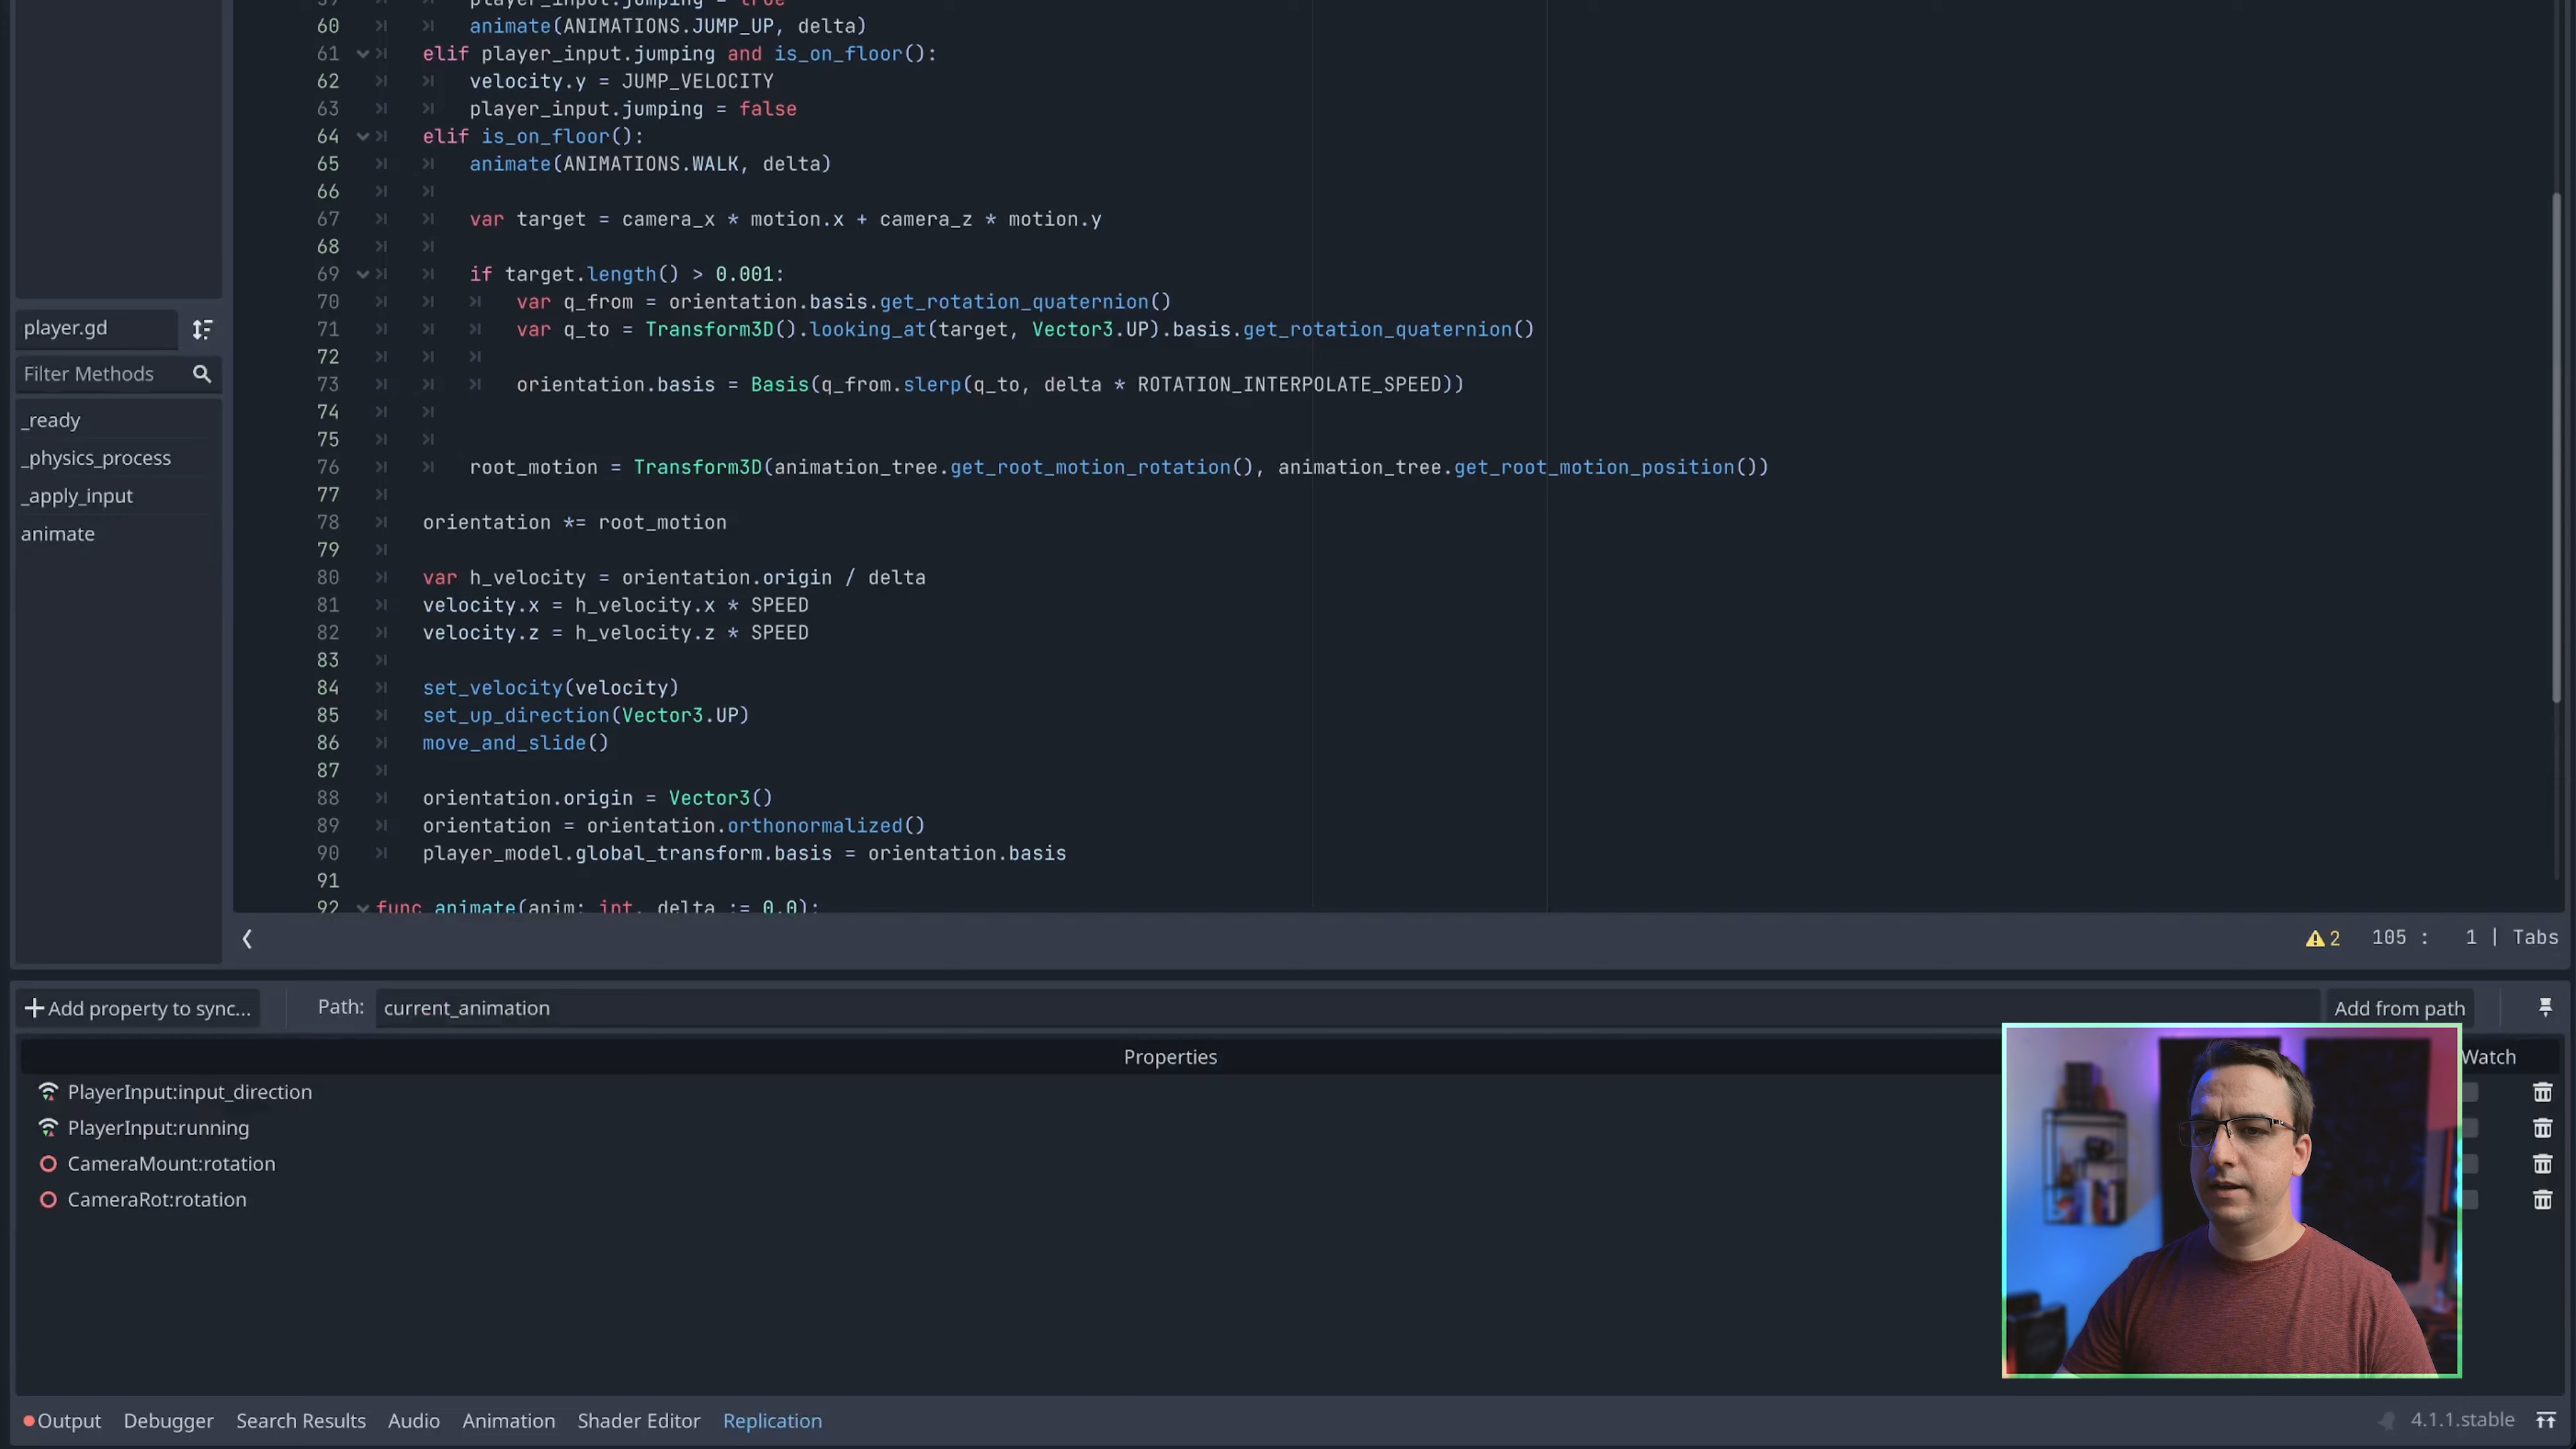 player_input.jumping = true
60 animate(ANIMATIONS.JUMP_UP, delta)
61 elif player_input.jumping and is_on_floor():
62 velocity.y = JUMP_VELOCITY
63 player_input.jumping = false
64 elif is_on_floor():
65 animate(ANIMATIONS.WALK, delta)
66
67 var target = camera_x * motion.x + camera_z * motion.y
68
69 if target.length() > 0.001:
70 var q_from = orientation.basis.get_rotation_quaternion()
71 var q_to = Transform3D().looking_at(target, Vector3.UP).basis.get_rotation_quaternion()
72
73 orientation.basis = Basis(q_from.slerp(q_to, delta * ROTATION_INTERPOLATE_SPEED))
74
75
76 root_motion = Transform3D(animation_tree.get_root_motion_rotation(), animation_tree.get_root_motion_position())
77
78 orientation *= root_motion
79
80 var h_velocity = orientation.origin / delta
81 velocity.x = h_velocity.x * SPEED
82 velocity.z = h_velocity.z * SPEED
83
84 set_velocity(velocity)
85 set_up_direction(Vector3.UP)
86 move_and_slide()
87
88 orientation.origin = Vector3()
89 orientation = orientation.orthonormalized()
90 player_model.global_transform.basis = orientation.basis
91
92 func animate(anim: int, delta := 0.0):
player.gd
Filter Methods
_ready
_physics_process
_apply_input
animate
2 105 : 1 | Tabs
Add property to sync... Path: current_animation Add from path
Properties Watch
PlayerInput:input_direction
PlayerInput:running
CameraMount:rotation
CameraRot:rotation
Output Debugger Search Results Audio Animation Shader Editor Replication 4.1.1.stable